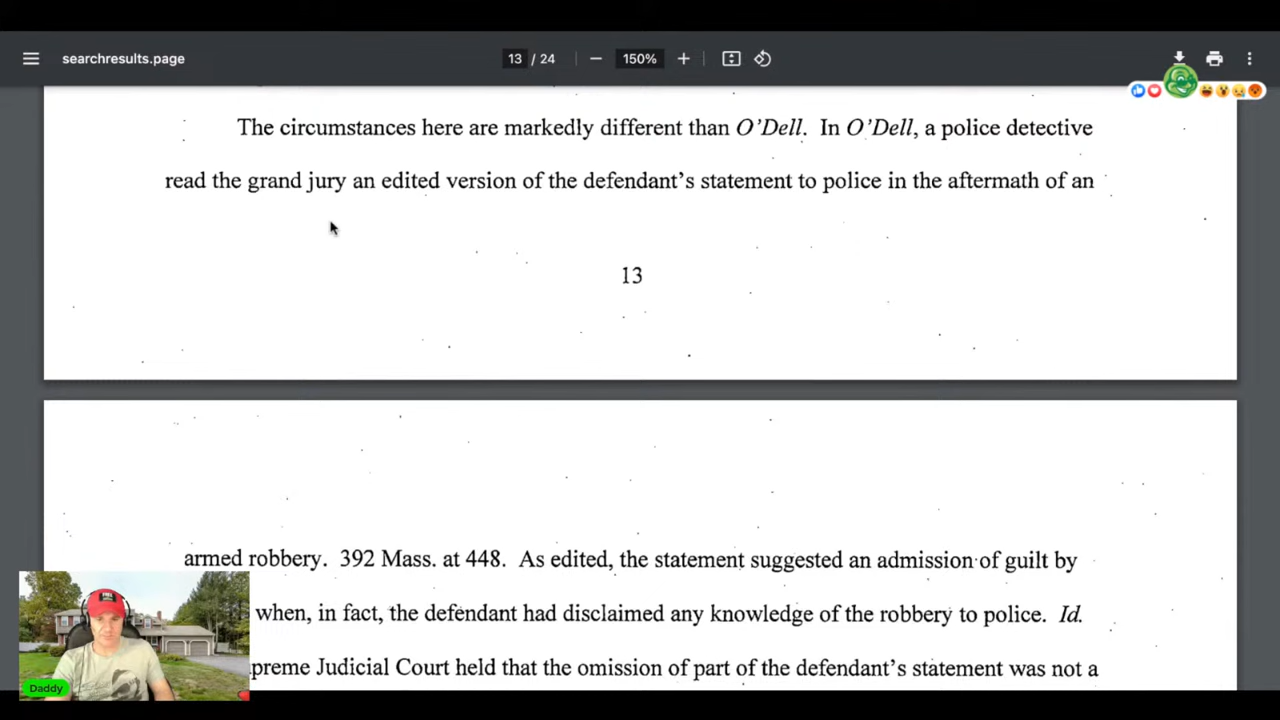 searchresults.page
13 / 24
150%
The circumstances here are markedly different than O'Dell. In O'Dell, a police detective
read the grand jury an edited version of the defendant's statement to police in the aftermath of an
13
armed robbery. 392 Mass. at 448. As edited, the statement suggested an admission of guilt by
when, in fact, the defendant had disclaimed any knowledge of the robbery to police. Id.
preme Judicial Court held that the omission of part of the defendant's statement was not a
Daddy